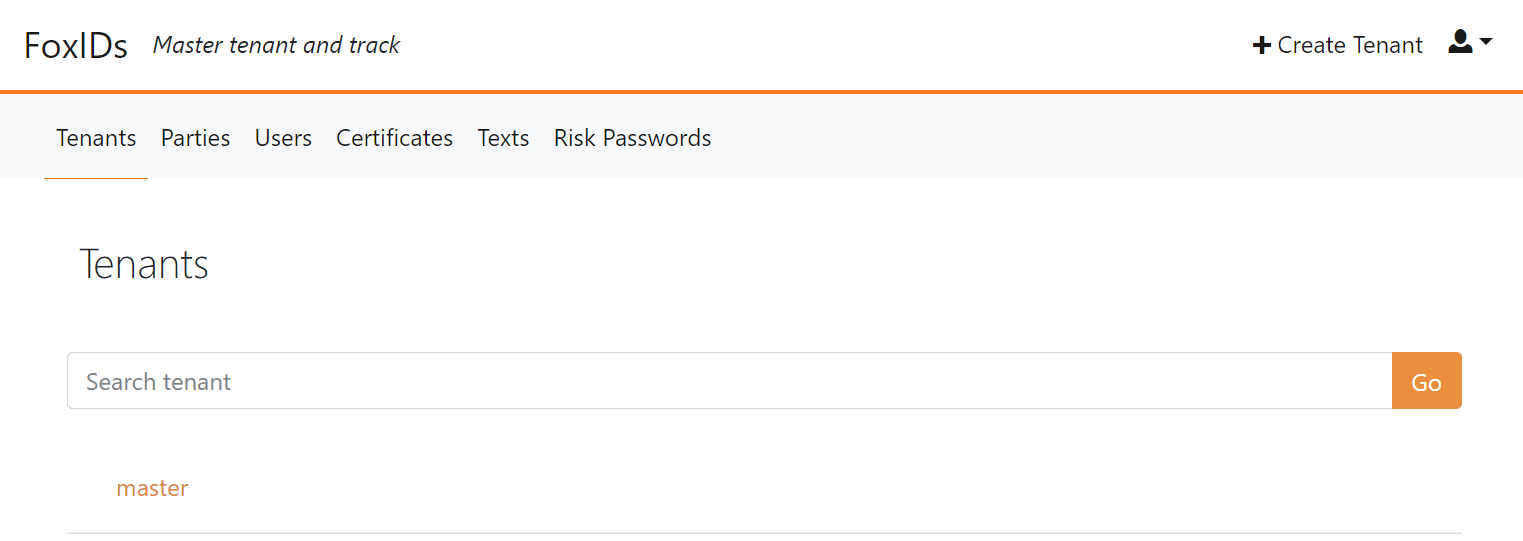 FoxIDs Master tenant and track Create Tenant
Tenants Parties Users Certificates Texts Risk Passwords
Tenants
Search tenant Go
master